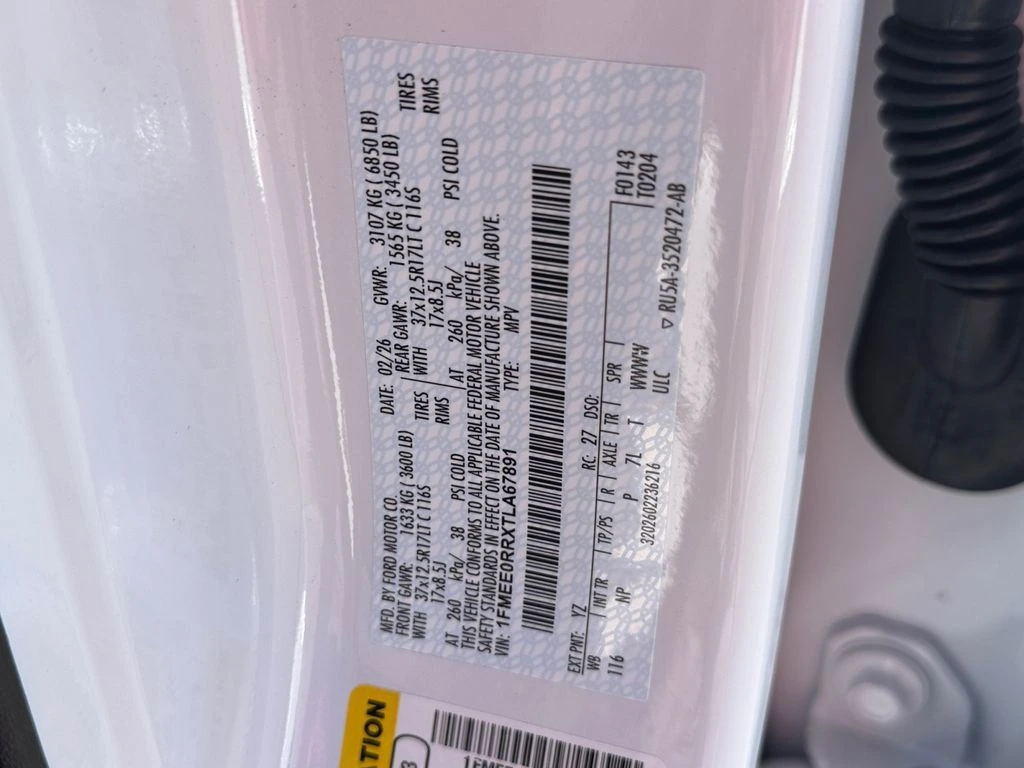 MFD. BY FORD MOTOR CO.
DATE: 02/26 GVWR: 3107 KG ( 6850 LB)
FRONT GAWR: 1633 KG ( 3600 LB) REAR GAWR: 1565 KG ( 3450 LB)
WITH 37x12.5R17LT C 116S TIRES WITH 37x12.5R17LT C 116S TIRES
17x8.5J RIMS 17x8.5J RIMS
AT 260 kPa/ 38 PSI COLD AT 260 kPa/ 38 PSI COLD
THIS VEHICLE CONFORMS TO ALL APPLICABLE FEDERAL MOTOR VEHICLE
SAFETY STANDARDS IN EFFECT ON THE DATE OF MANUFACTURE SHOWN ABOVE.
VIN: 1FMEE0RRXTLA67891 TYPE: MPV
EXT PNT: YZ RC: 27 DSO: F0143
WB INT TR TP/PS R AXLE TR SPR T0204
116 NP P 7L T WWWW
ULC
3202602236216 ▽ RU5A-3520472-AB
ATION
3